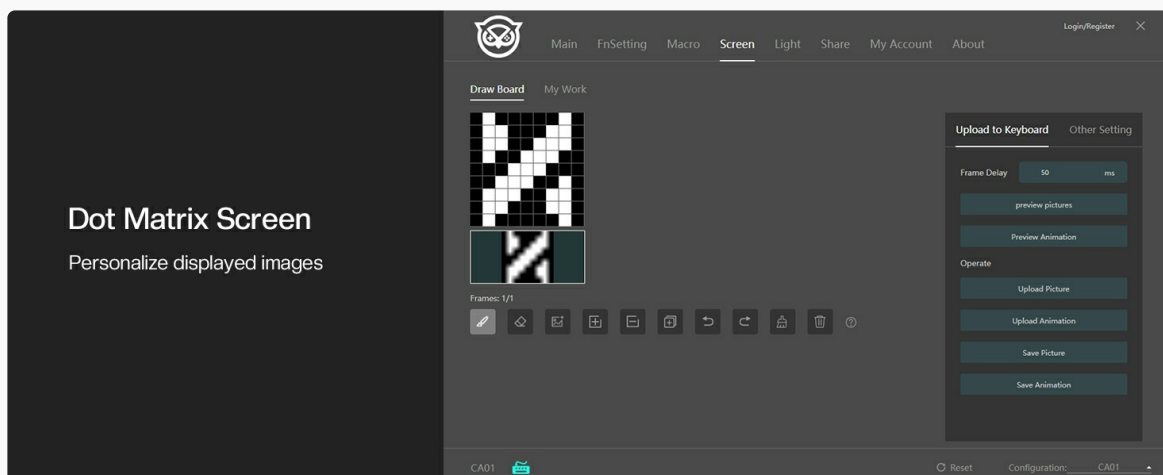 Dot Matrix Screen
Personalize displayed images
Login/Register
Main FnSetting Macro Screen Light Share My Account About
Draw Board My Work
Frames: 1/1
Upload to Keyboard Other Setting
Frame Delay 50 ms
preview pictures
Preview Animation
Operate
Upload Picture
Upload Animation
Save Picture
Save Animation
CA01
Reset Configuration: CA01